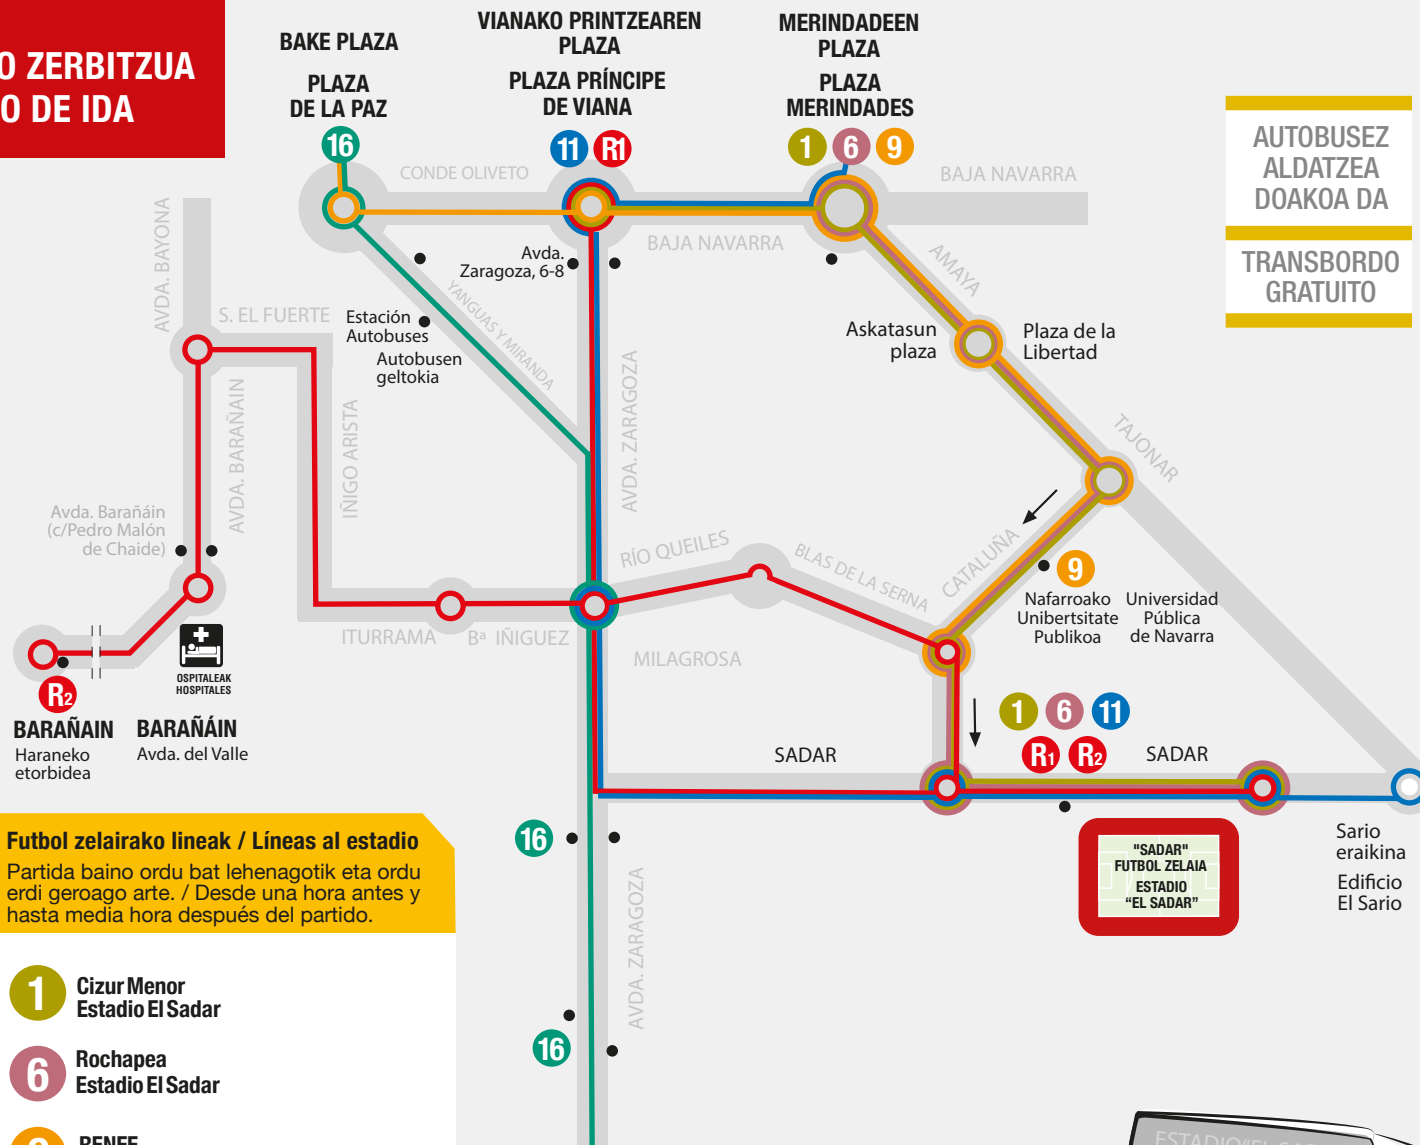 O ZERBITZUA
O DE IDA
BAKE PLAZA
PLAZA
DE LA PAZ
16
VIANAKO PRINTZEAREN
PLAZA
PLAZA PRÍNCIPE
DE VIANA
11 R1
MERINDADEEN
PLAZA
PLAZA
MERINDADES
1 6 9
AUTOBUSEZ
ALDATZEA
DOAKOA DA
TRANSBORDO
GRATUITO
CONDE OLIVETO
BAJA NAVARRA
BAJA NAVARRA
AVDA. BAYONA
S. EL FUERTE
Avda.
Zaragoza, 6-8
YANGUAS Y MIRANDA
Estación
Autobuses
Autobusen
geltokia
AMAYA
Askatasun
plaza
Plaza de la
Libertad
AVDA. BARAÑAIN
IÑIGO ARISTA
AVDA. ZARAGOZA
TAJONAR
Avda. Barañáin
(c/Pedro Malón
de Chaide)
RÍO QUEILES
BLAS DE LA SERNA
CATALUÑA
9
Nafarroako
Unibertsitate
Publikoa
Universidad
Pública
de Navarra
ITURRAMA
Bª IÑIGUEZ
MILAGROSA
OSPITALEAK
HOSPITALES
R2
BARAÑAIN
Haraneko
etorbidea
BARAÑÁIN
Avda. del Valle
1 6 11
R1 R2
SADAR
SADAR
Sario
eraikina
Edificio
El Sario
"SADAR"
FUTBOL ZELAIA
ESTADIO
“EL SADAR”
16
AVDA. ZARAGOZA
16
Futbol zelairako lineak / Líneas al estadio
Partida baino ordu bat lehenagotik eta ordu
erdi geroago arte. / Desde una hora antes y
hasta media hora después del partido.
1
Cizur Menor
Estadio El Sadar
6
Rochapea
Estadio El Sadar